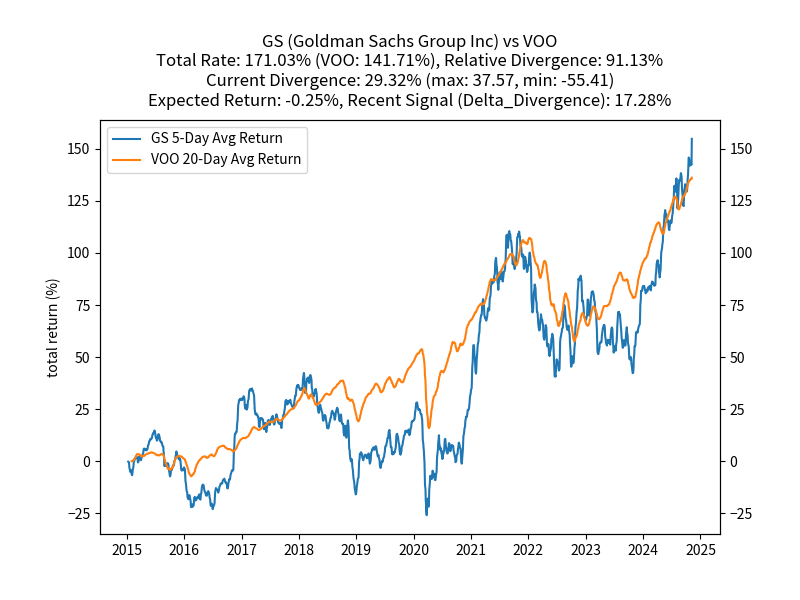 GS (Goldman Sachs Group Inc) vs VOO
Total Rate: 171.03% (VOO: 141.71%), Relative Divergence: 91.13%
Current Divergence: 29.32% (max: 37.57, min: -55.41)
Expected Return: -0.25%, Recent Signal (Delta_Divergence): 17.28%
GS 5-Day Avg Return
VOO 20-Day Avg Return
total return (%)
150 150
125 125
100 100
75 75
50 50
25 25
0 0
−25 −25
2015 2016 2017 2018 2019 2020 2021 2022 2023 2024 2025